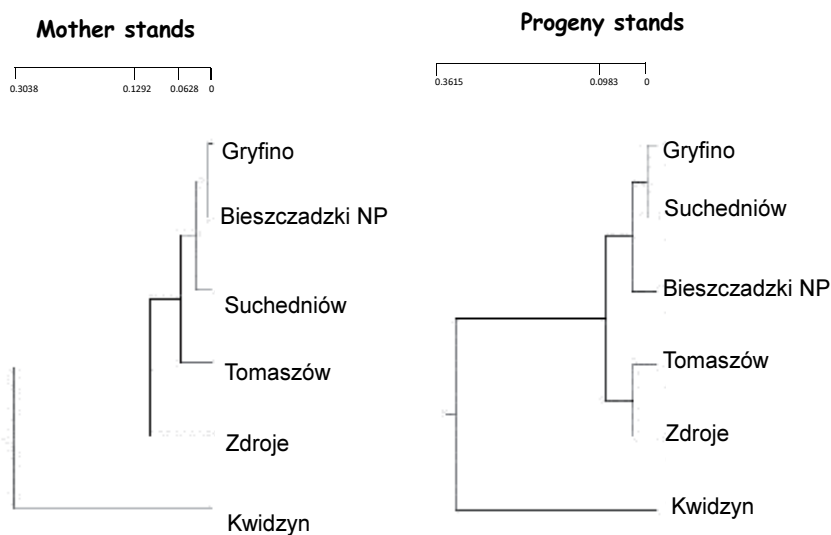 Mother stands
0.3038 0.1292 0.0628 0
Gryfino
Bieszczadzki NP
Suchedniów
Tomaszów
Zdroje
Kwidzyn
Progeny stands
0.3615 0.0983 0
Gryfino
Suchedniów
Bieszczadzki NP
Tomaszów
Zdroje
Kwidzyn